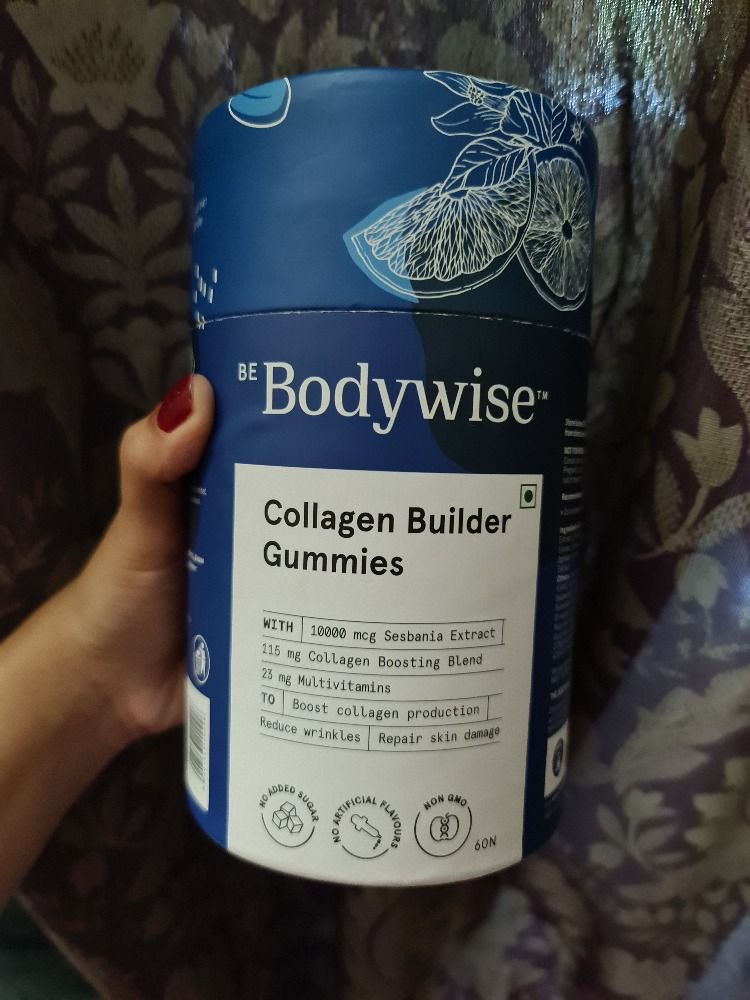 BE Bodywise™
Collagen Builder
Gummies
WITH 10000 mcg Sesbania Extract
115 mg Collagen Boosting Blend
23 mg Multivitamins
TO Boost collagen production
Reduce wrinkles Repair skin damage
NO ADDED SUGAR
NO ARTIFICIAL FLAVOURS
NON GMO
60N